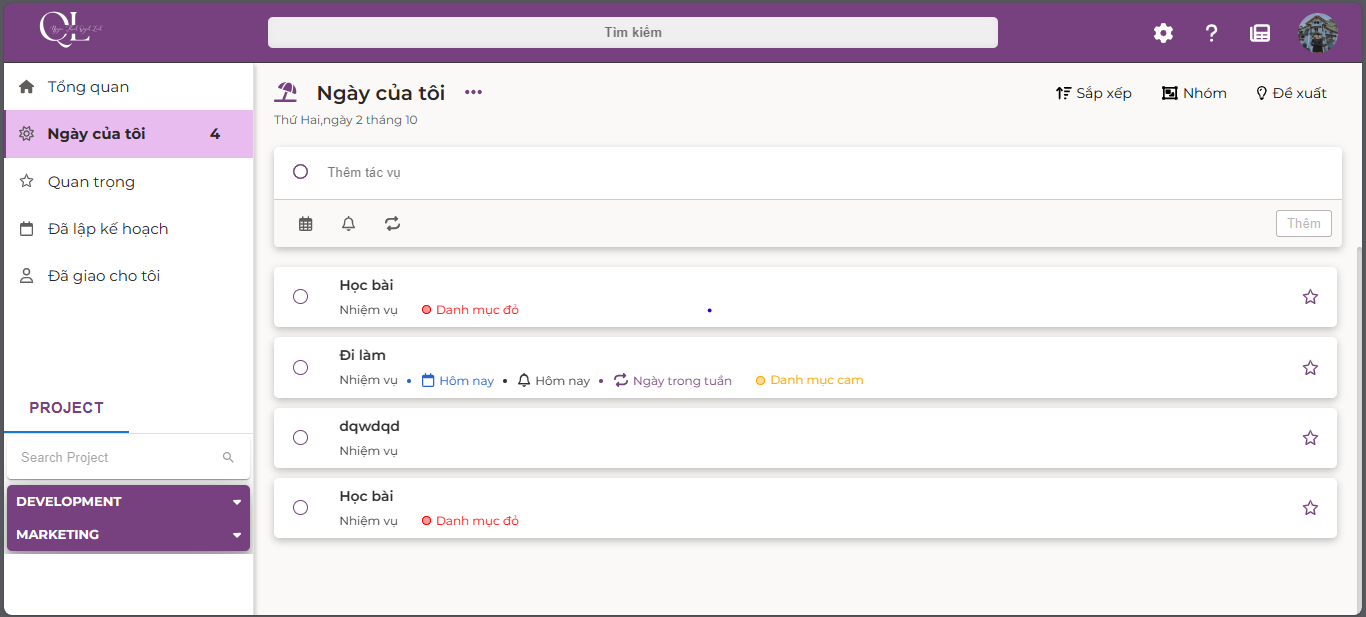 QL
Tìm kiếm
Tổng quan
Ngày của tôi 4
Quan trọng
Đã lập kế hoạch
Đã giao cho tôi
PROJECT
Search Project
DEVELOPMENT
MARKETING
Ngày của tôi
Thứ Hai,ngày 2 tháng 10
Sắp xếp Nhóm Đề xuất
Thêm tác vụ
Thêm
Học bài
Nhiệm vụ Danh mục đỏ
Đi làm
Nhiệm vụ • Hôm nay • Hôm nay • Ngày trong tuần Danh mục cam
dqwdqd
Nhiệm vụ
Học bài
Nhiệm vụ Danh mục đỏ